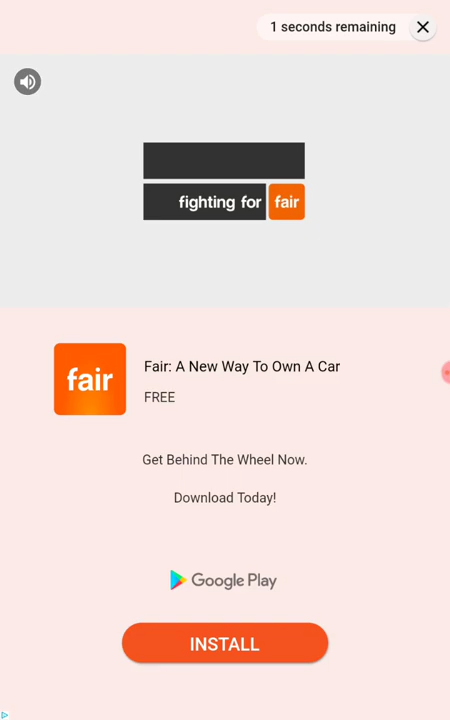 1 seconds remaining
fighting for fair
fair
Fair: A New Way To Own A Car
FREE
Get Behind The Wheel Now.
Download Today!
Google Play
INSTALL